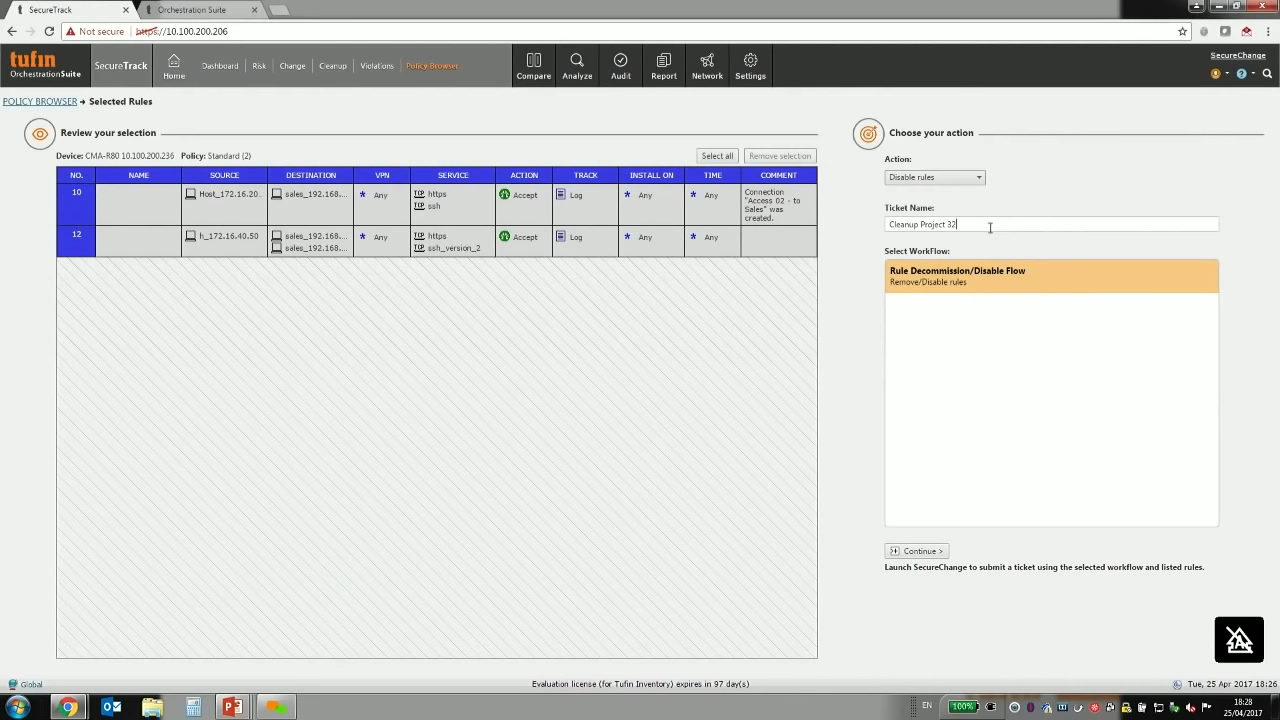 SecureTrack
Orchestration Suite
Not secure
https://10.100.200.206
tufin
OrchestrationSuite
SecureTrack
Home
Dashboard
Risk
Change
Cleanup
Violations
Policy Browser
Compare
Analyze
Audit
Report
Network
Settings
SecureChange
POLICY BROWSER
Selected Rules
Review your selection
Device: CMA-R80 10.100.200.236 Policy: Standard (2)
Select all
Remove selection
NO. NAME SOURCE DESTINATION VPN SERVICE ACTION TRACK INSTALL ON TIME COMMENT
10 Host_172.16.20. sales_192.168.... * Any https Accept Log * Any * Any Connection
ssh "Access 02 - to
Sales" was
created.
12 h_172.16.40.50 sales_192.168.... * Any https Accept Log * Any * Any
sales_192.168.... ssh_version_2
Choose your action
Action:
Disable rules
Ticket Name:
Cleanup Project 32
Select WorkFlow:
Rule Decommission/Disable Flow
Remove/Disable rules
Continue >
Launch SecureChange to submit a ticket using the selected workflow and listed rules.
Global
Evaluation license (for Tufin Inventory) expires in 97 day(s)
Tue, 25 Apr 2017 18:26
EN
100%
18:28
25/04/2017